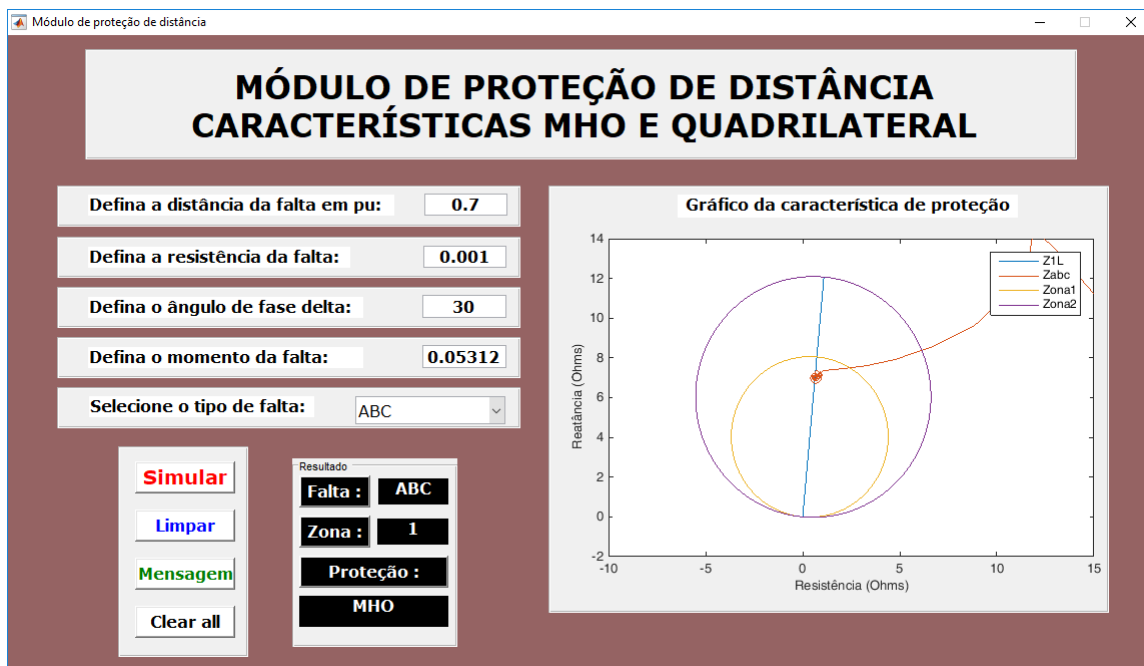 Módulo de proteção de distância
MÓDULO DE PROTEÇÃO DE DISTÂNCIA
CARACTERÍSTICAS MHO E QUADRILATERAL
Defina a distância da falta em pu: 0.7
Defina a resistência da falta: 0.001
Defina o ângulo de fase delta: 30
Defina o momento da falta: 0.05312
Selecione o tipo de falta: ABC
Simular
Limpar
Mensagem
Clear all
Resultado
Falta : ABC
Zona : 1
Proteção :
MHO
Gráfico da característica de proteção
14
12
10
8
6
4
2
0
-2
-10 -5 0 5 10 15
Reatância (Ohms)
Resistência (Ohms)
Z1L
Zabc
Zona1
Zona2